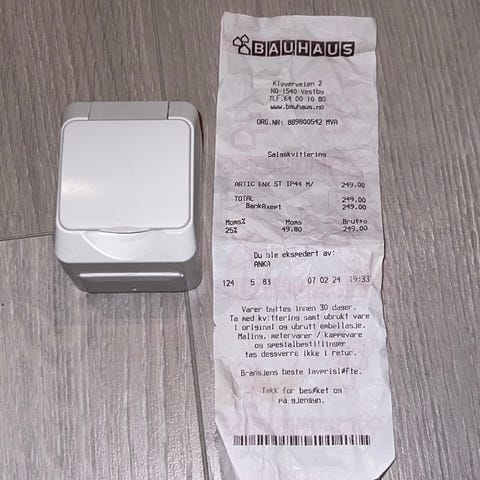 BAUHAUS
Kleverveien 2
NO-1540 Vestby
TLF.64 00 10 80
www.bauhaus.no
ORG.NR: 889800542 MVA
Salgskvittering
ARTIC ENK ST IP44 M/ 249.00
TOTAL 249.00
BankAxept 249.00
Moms% Moms Brutto
25% 49.80 249.00
Du ble ekspedert av:
ANKA
124 5 83 07 02 24 19:33
Varer byttes innen 30 dager.
Ta med kvittering samt ubrukt vare
i original og ubrutt emballasje.
Maling, metervarer / kappevare
og spesialbestillinger
tas dessverre ikke i retur.
Bransjens beste lavprisløfte.
Takk for besøket og
på gjensyn.